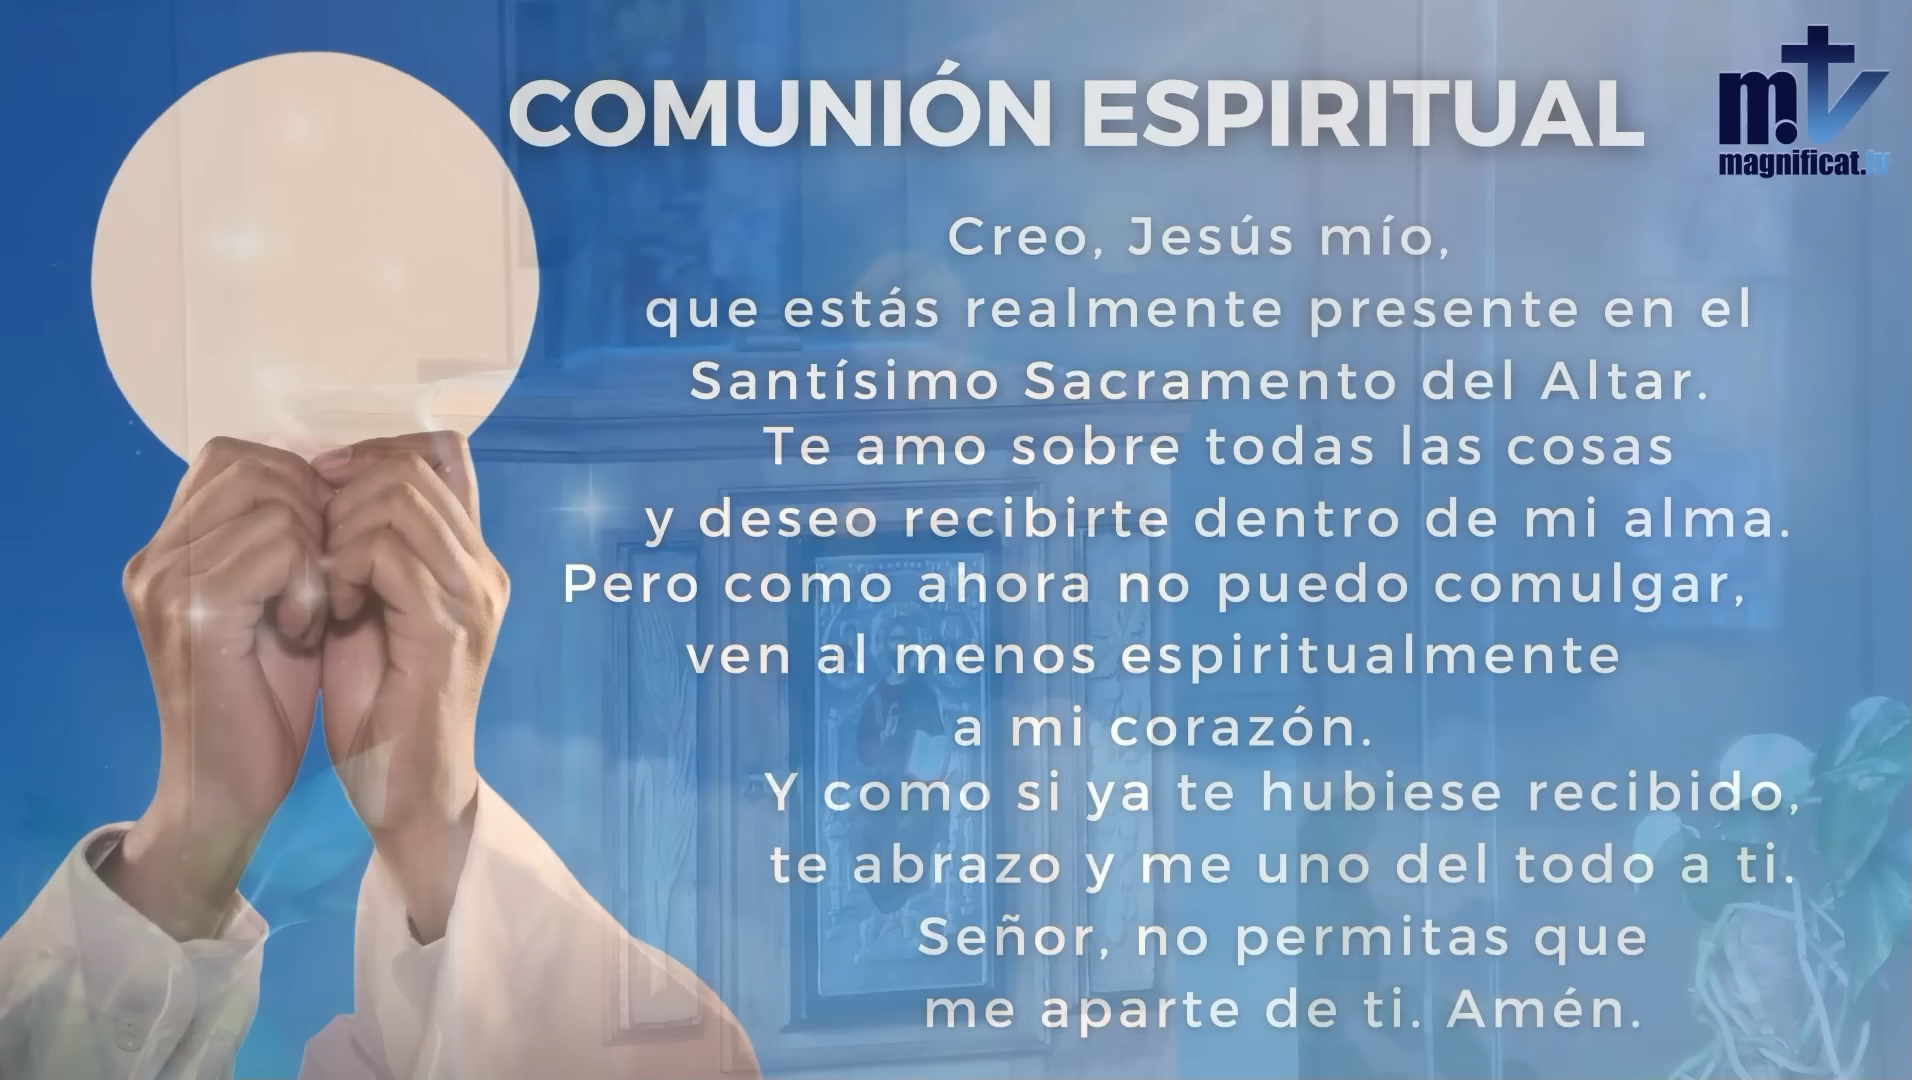 COMUNIÓN ESPIRITUAL
mtv
magnificat.tv
Creo, Jesús mío,
que estás realmente presente en el
Santísimo Sacramento del Altar.
Te amo sobre todas las cosas
y deseo recibirte dentro de mi alma.
Pero como ahora no puedo comulgar,
ven al menos espiritualmente
a mi corazón.
Y como si ya te hubiese recibido,
te abrazo y me uno del todo a ti.
Señor, no permitas que
me aparte de ti. Amén.